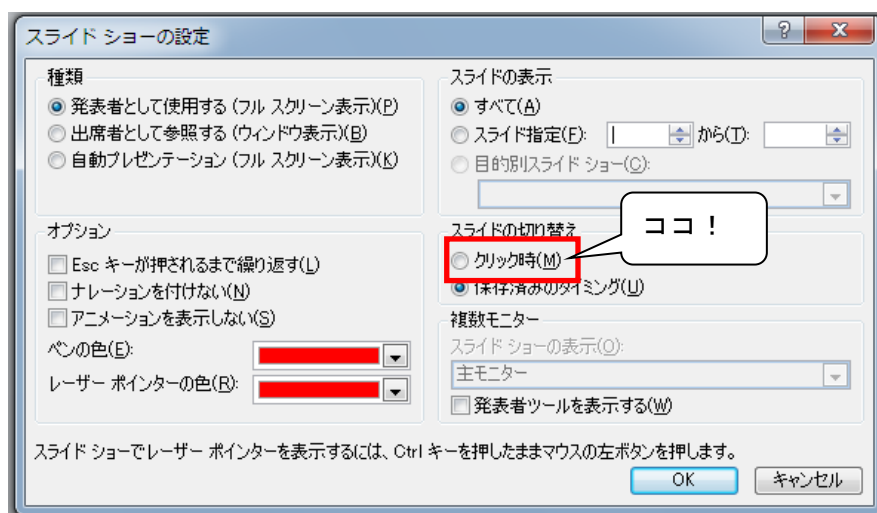 スライド ショーの設定
種類
発表者として使用する (フル スクリーン表示)(P)
出席者として参照する (ウィンドウ表示)(B)
自動プレゼンテーション (フル スクリーン表示)(K)
スライドの表示
すべて(A)
スライド指定(F): から(T):
目的別スライド ショー(C):
オプション
Esc キーが押されるまで繰り返す(L)
ナレーションを付けない(N)
アニメーションを表示しない(S)
ペンの色(E):
レーザー ポインターの色(R):
スライドの切り替え
ココ！
クリック時(M)
保存済みのタイミング(U)
複数モニター
スライド ショーの表示(O):
主モニター
発表者ツールを表示する(W)
スライド ショーでレーザー ポインターを表示するには、Ctrl キーを押したままマウスの左ボタンを押します。
OK キャンセル